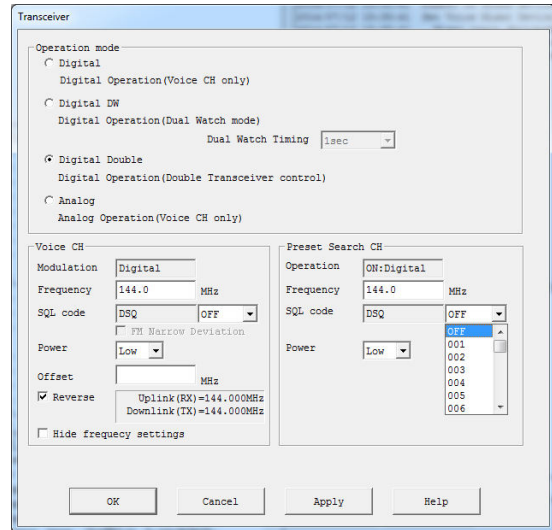 Transceiver
Operation mode
Digital
Digital Operation(Voice CH only)
Digital DW
Digital Operation(Dual Watch mode)
Dual Watch Timing 1sec
Digital Double
Digital Operation(Double Transceiver control)
Analog
Analog Operation(Voice CH only)
Voice CH
Modulation Digital
Frequency 144.0 MHz
SQL code DSQ OFF
FM Narrow Deviation
Power Low
Offset MHz
Reverse Uplink(RX)=144.000MHz
Downlink(TX)=144.000MHz
Hide frequecy settings
Preset Search CH
Operation ON:Digital
Frequency 144.0 MHz
SQL code DSQ OFF
OFF
001
002
003
004
005
006
Power Low
OK Cancel Apply Help